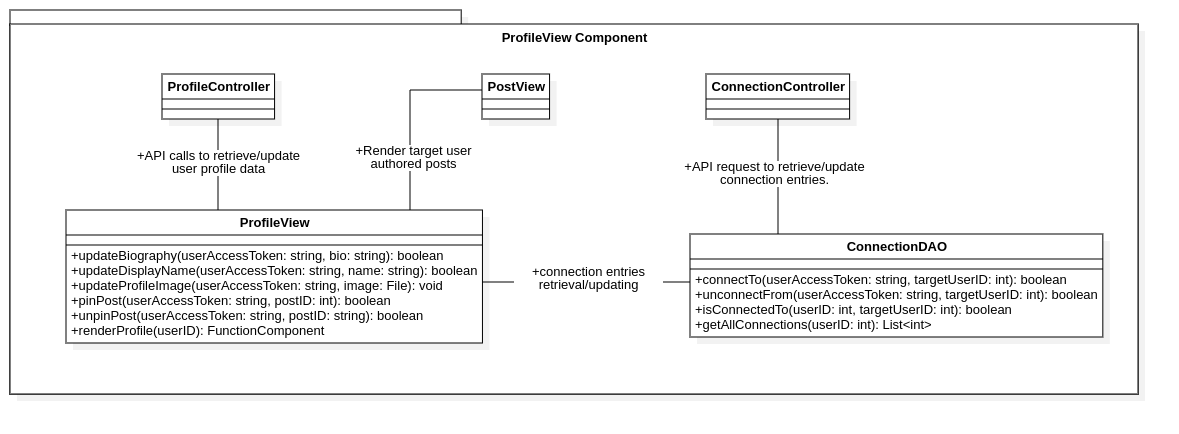 ProfileView Component
ProfileController
PostView
ConnectionController
+API calls to retrieve/update
user profile data
+Render target user
authored posts
+API request to retrieve/update
connection entries.
ProfileView
+updateBiography(userAccessToken: string, bio: string): boolean
+updateDisplayName(userAccessToken: string, name: string): boolean
+updateProfileImage(userAccessToken: string, image: File): void
+pinPost(userAccessToken: string, postID: int): boolean
+unpinPost(userAccessToken: string, postID: string): boolean
+renderProfile(userID): FunctionComponent
+connection entries
retrieval/updating
ConnectionDAO
+connectTo(userAccessToken: string, targetUserID: int): boolean
+unconnectFrom(userAccessToken: string, targetUserID: int): boolean
+isConnectedTo(userID: int, targetUserID: int): boolean
+getAllConnections(userID: int): List<int>